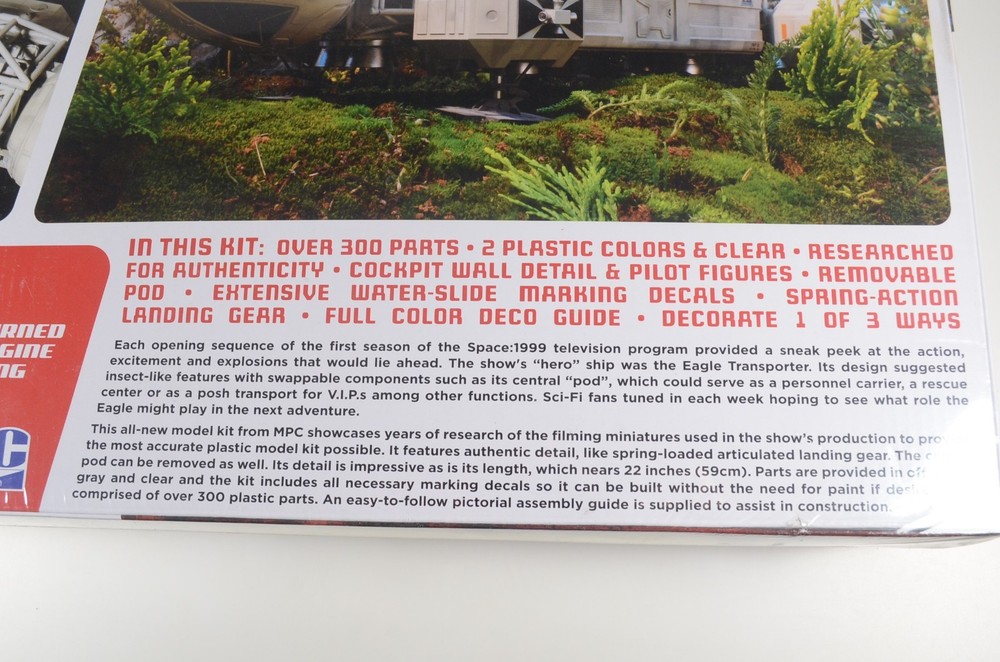 IN THIS KIT: OVER 300 PARTS • 2 PLASTIC COLORS & CLEAR • RESEARCHED
FOR AUTHENTICITY • COCKPIT WALL DETAIL & PILOT FIGURES • REMOVABLE
POD • EXTENSIVE WATER-SLIDE MARKING DECALS • SPRING-ACTION
LANDING GEAR • FULL COLOR DECO GUIDE • DECORATE 1 OF 3 WAYS
Each opening sequence of the first season of the Space:1999 television program provided a sneak peek at the action,
excitement and explosions that would lie ahead. The show's "hero" ship was the Eagle Transporter. Its design suggested
insect-like features with swappable components such as its central "pod", which could serve as a personnel carrier, a rescue
center or as a posh transport for V.I.P.s among other functions. Sci-Fi fans tuned in each week hoping to see what role the
Eagle might play in the next adventure.
This all-new model kit from MPC showcases years of research of the filming miniatures used in the show's production to
the most accurate plastic model kit possible. It features authentic detail, like spring-loaded articulated landing gear. The
pod can be removed as well. Its detail is impressive as is its length, which nears 22 inches (59cm). Parts are provided in
gray and clear and the kit includes all necessary marking decals so it can be built without the need for paint if
comprised of over 300 plastic parts. An easy-to-follow pictorial assembly guide is supplied to assist in construction.